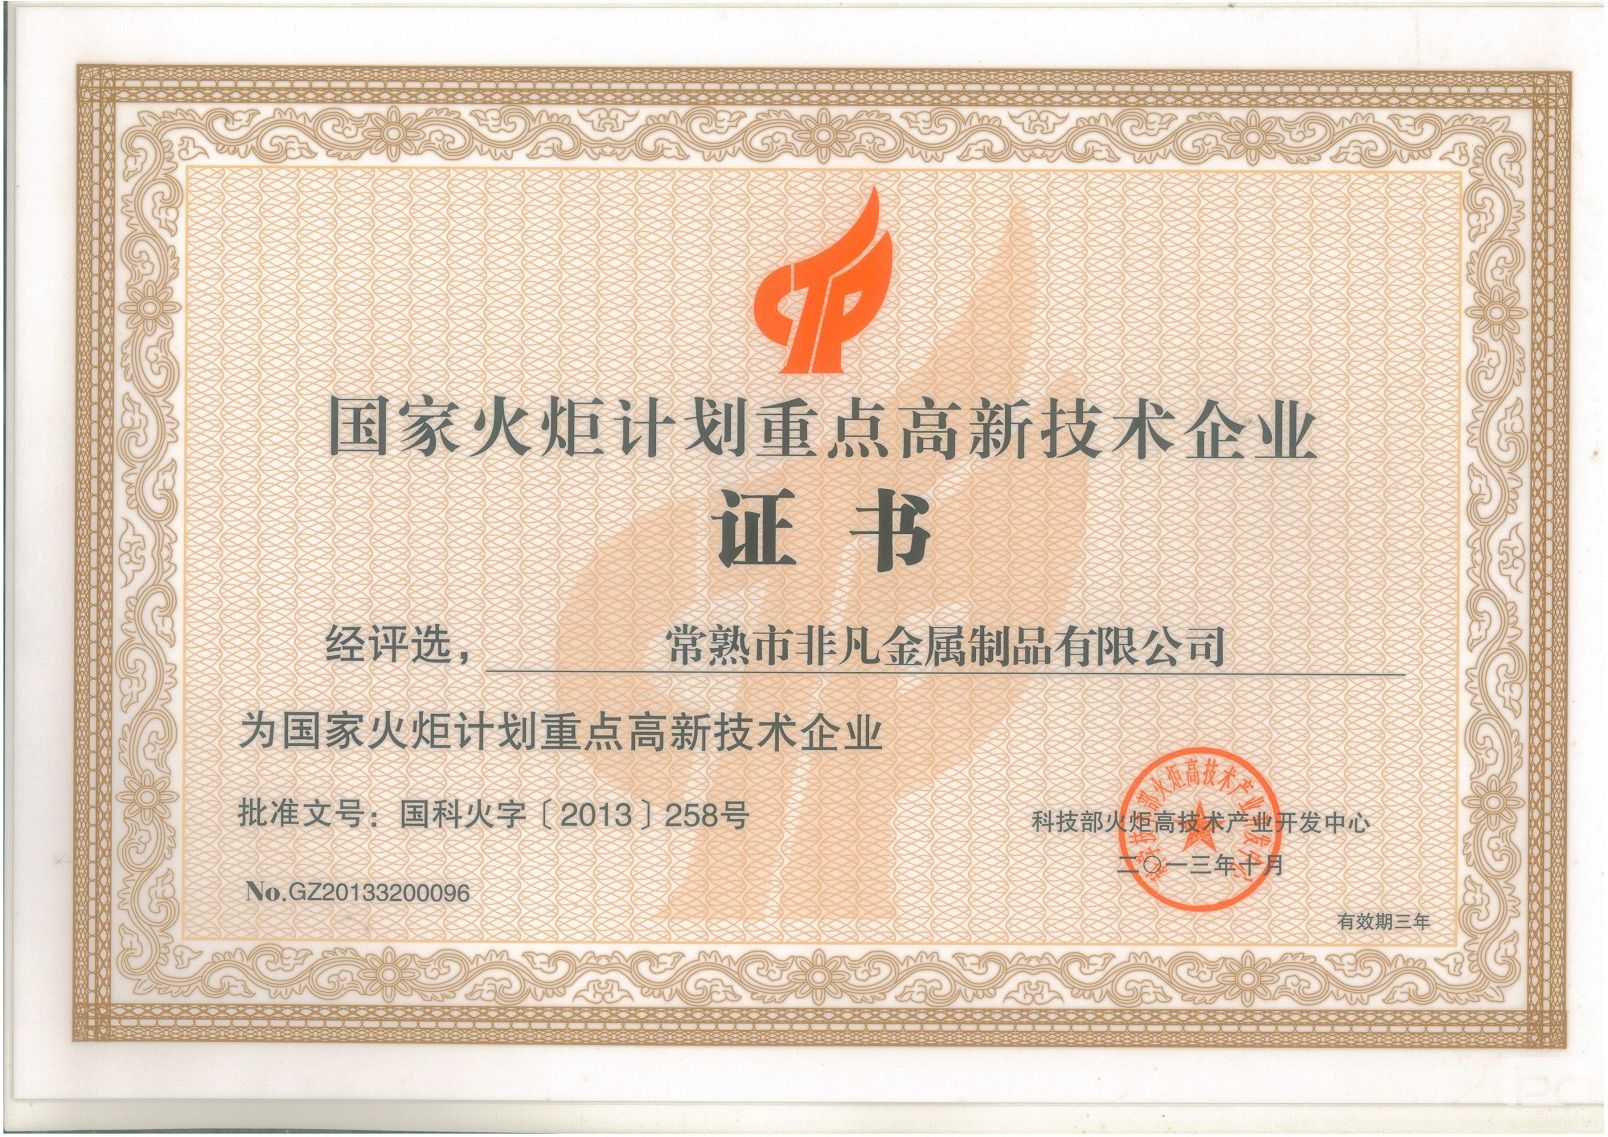 国家火炬计划重点高新技术企业
证书
经评选，常熟市非凡金属制品有限公司
为国家火炬计划重点高新技术企业
批准文号：国科火字〔2013〕258号
科技部火炬高技术产业开发中心
二〇一三年十月
No.GZ20133200096
有效期三年